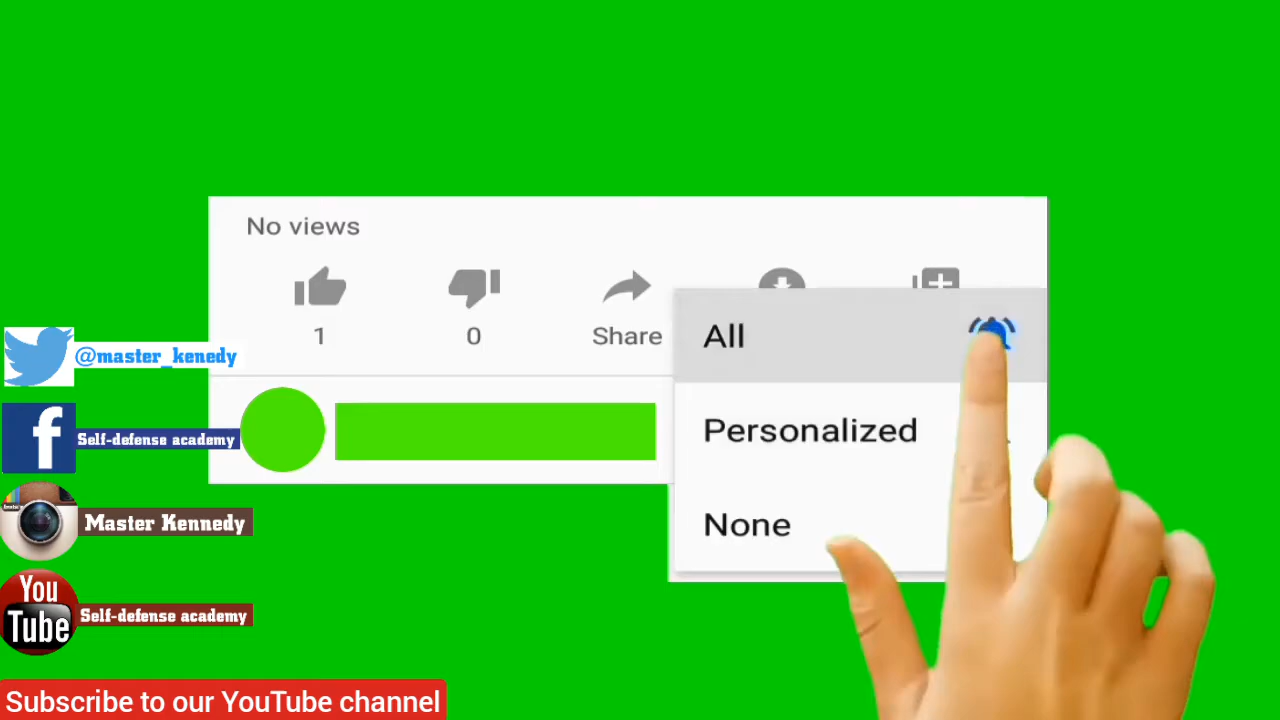 No views
1
0
Share
All
Personalized
None
@master_kenedy
Self-defense academy
Master Kennedy
You
Tube
Self-defense academy
Subscribe to our YouTube channel